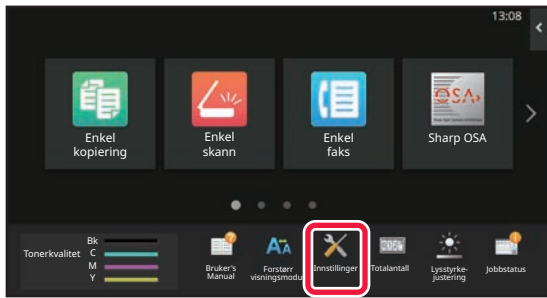 13:08
Enkel
kopiering
Enkel
skann
Enkel
faks
OSA
Sharp OSA
Bk
Tonerkvalitet C
M
Y
Bruker's
Manual
Forstørr
visningsmodu
Innstillinger
Totalantall
Lysstyrke-
justering
Jobbstatus